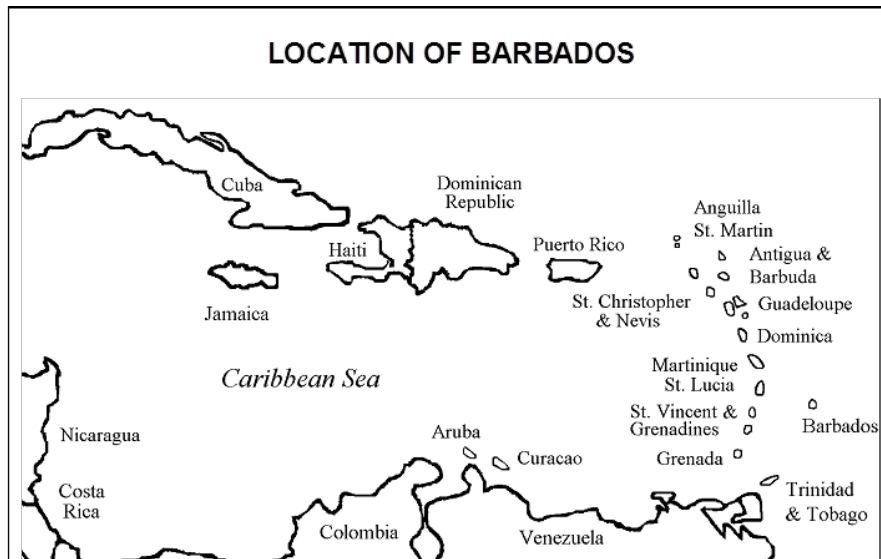 LOCATION OF BARBADOS
Cuba
Dominican
Republic
Anguilla
St. Martin
Haiti
Puerto Rico
Antigua &
Barbuda
Jamaica
St. Christopher
& Nevis
Guadeloupe
Dominica
Caribbean Sea
Martinique
St. Lucia
St. Vincent &
Grenadines
Barbados
Nicaragua
Aruba
Curacao
Grenada
Costa
Rica
Trinidad
& Tobago
Colombia
Venezuela